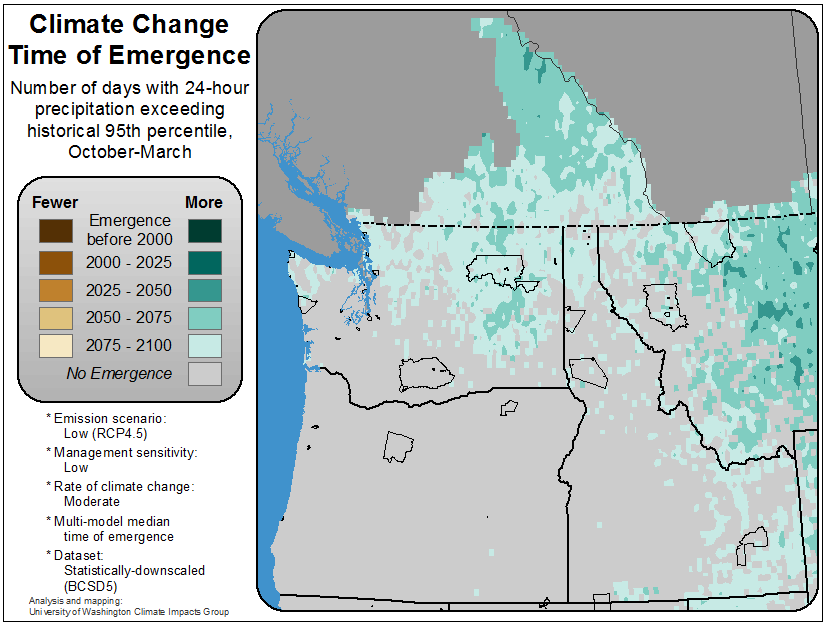 Climate Change
Time of Emergence
Number of days with 24-hour
precipitation exceeding
historical 95th percentile,
October-March
Fewer
More
Emergence
before 2000
2000 - 2025
2025 - 2050
2050 - 2075
2075 - 2100
No Emergence
* Emission scenario:
Low (RCP4.5)
* Management sensitivity:
Low
* Rate of climate change:
Moderate
* Multi-model median
time of emergence
* Dataset:
Statistically-downscaled
(BCSD5)
Analysis and mapping:
University of Washington Climate Impacts Group